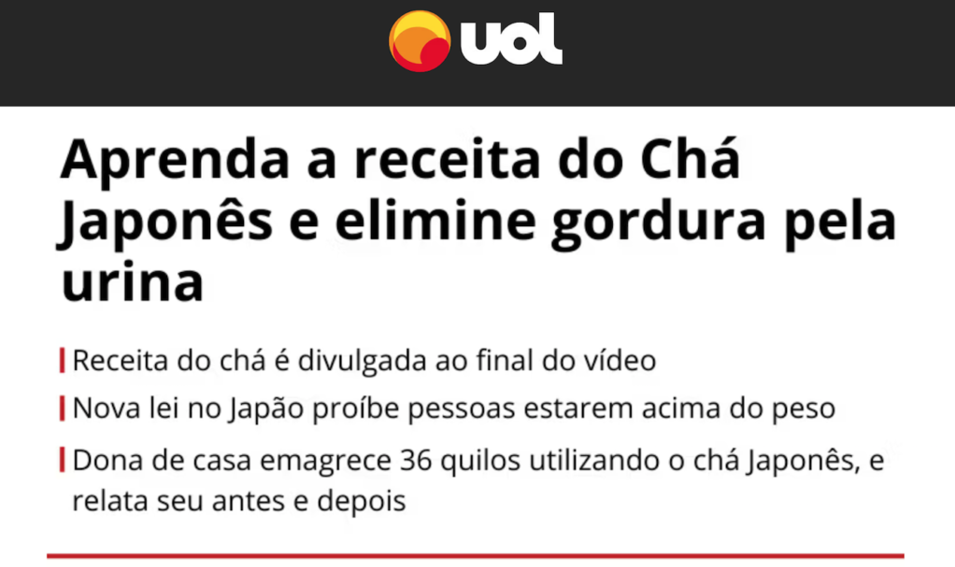 uol
Aprenda a receita do Chá
Japonês e elimine gordura pela
urina
Receita do chá é divulgada ao final do vídeo
Nova lei no Japão proíbe pessoas estarem acima do peso
Dona de casa emagrece 36 quilos utilizando o chá Japonês, e
relata seu antes e depois